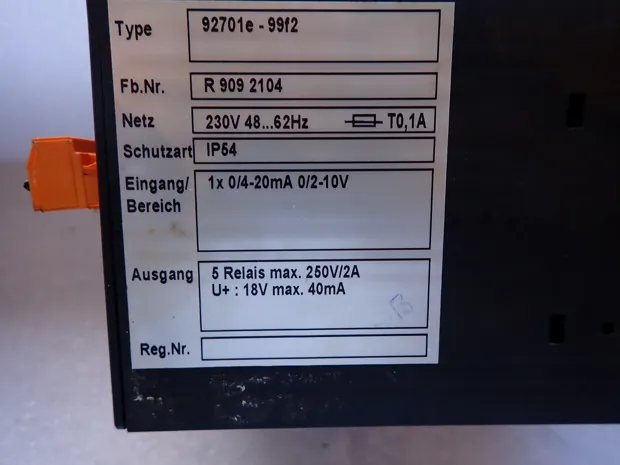 Type 92701e - 99f2
Fb.Nr. R 909 2104
Netz 230V 48...62Hz T0,1A
Schutzart IP54
Eingang/ 1x 0/4-20mA 0/2-10V
Bereich
Ausgang 5 Relais max. 250V/2A
U+ : 18V max. 40mA
Reg.Nr.